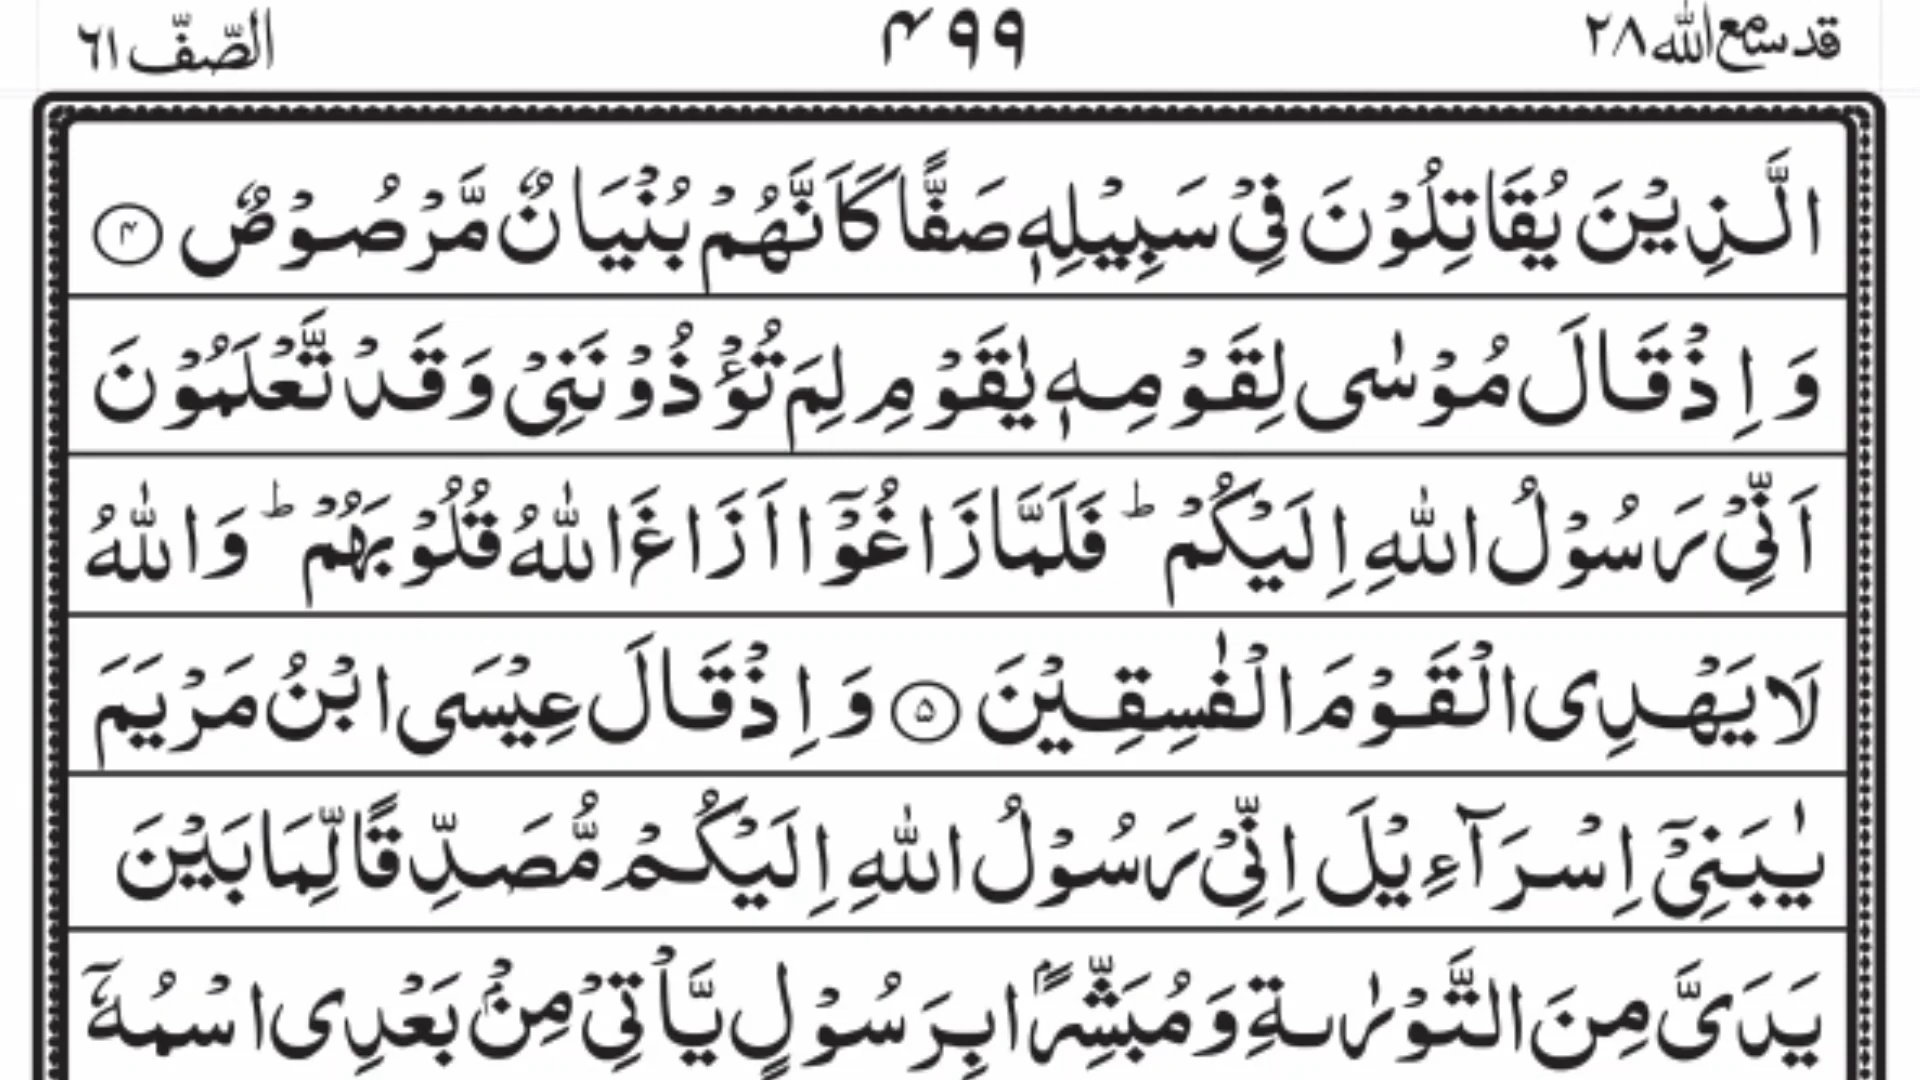 قد سمع الله ٢٨ ۴۹۹ الصّفّ ٦١
الَّذِيْنَ يُقَاتِلُوْنَ فِيْ سَبِيْلِهٖ صَفًّا كَاَنَّهُمْ بُنْيَانٌ مَّرْصُوْصٌ ۴
وَ اِذْ قَالَ مُوْسٰى لِقَوْمِهٖ يٰقَوْمِ لِمَ تُؤْذُوْنَنِيْ وَقَدْ تَّعْلَمُوْنَ
اَنِّيْ رَسُوْلُ اللّٰهِ اِلَيْكُمْ ؕ فَلَمَّا زَاغُوْۤا اَزَاغَ اللّٰهُ قُلُوْبَهُمْ ؕ وَاللّٰهُ
لَا يَهْدِى الْقَوْمَ الْفٰسِقِيْنَ ۵ وَ اِذْ قَالَ عِيْسَى ابْنُ مَرْيَمَ
يٰبَنِيْۤ اِسْرَآءِيْلَ اِنِّيْ رَسُوْلُ اللّٰهِ اِلَيْكُمْ مُّصَدِّقًا لِّمَا بَيْنَ
يَدَىَّ مِنَ التَّوْرٰىةِ وَمُبَشِّرًۢا بِرَسُوْلٍ يَّاْتِيْ مِنْۢ بَعْدِى اسْمُهٗۤ